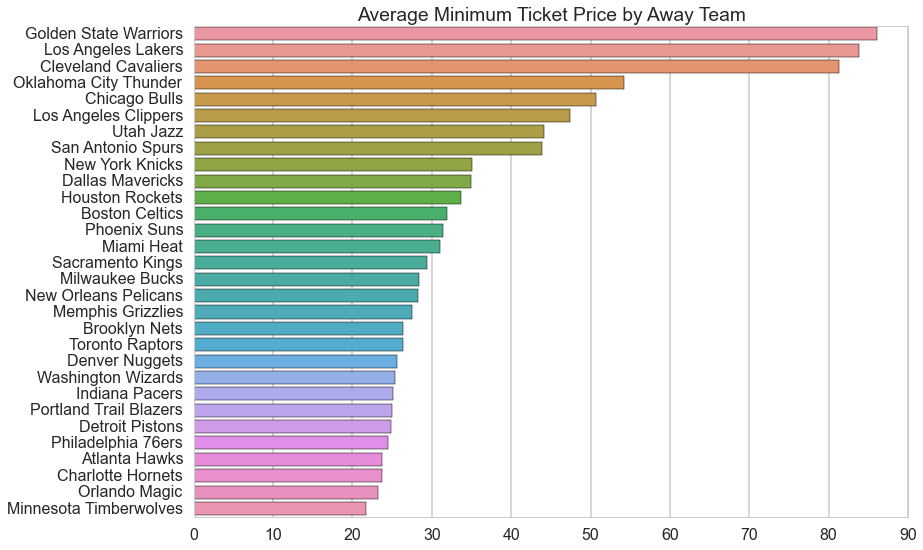 Average Minimum Ticket Price by Away Team
Golden State Warriors
Los Angeles Lakers
Cleveland Cavaliers
Oklahoma City Thunder
Chicago Bulls
Los Angeles Clippers
Utah Jazz
San Antonio Spurs
New York Knicks
Dallas Mavericks
Houston Rockets
Boston Celtics
Phoenix Suns
Miami Heat
Sacramento Kings
Milwaukee Bucks
New Orleans Pelicans
Memphis Grizzlies
Brooklyn Nets
Toronto Raptors
Denver Nuggets
Washington Wizards
Indiana Pacers
Portland Trail Blazers
Detroit Pistons
Philadelphia 76ers
Atlanta Hawks
Charlotte Hornets
Orlando Magic
Minnesota Timberwolves
0 10 20 30 40 50 60 70 80 90